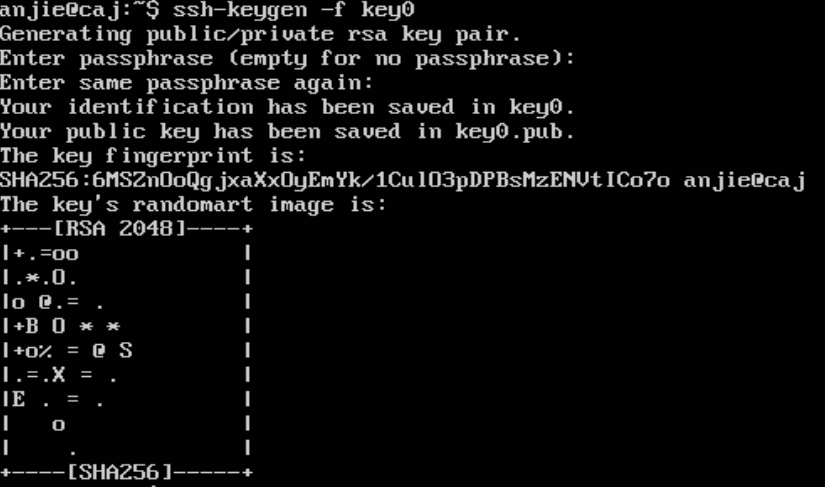 anjie@caj:~$ ssh-keygen -f key0
Generating public/private rsa key pair.
Enter passphrase (empty for no passphrase):
Enter same passphrase again:
Your identification has been saved in key0.
Your public key has been saved in key0.pub.
The key fingerprint is:
SHA256:6MSZnOoQgjxaXxOyEmYk/1CulO3pDPBsMzENVtICo7o anjie@caj
The key's randomart image is:
+---[RSA 2048]----+
|+.=oo            |
|.*.O.            |
|o @.= .          |
|+B O * *         |
|+o% = @ S        |
|.=.X = .         |
|E . = .          |
|   o             |
|    .            |
+----[SHA256]-----+